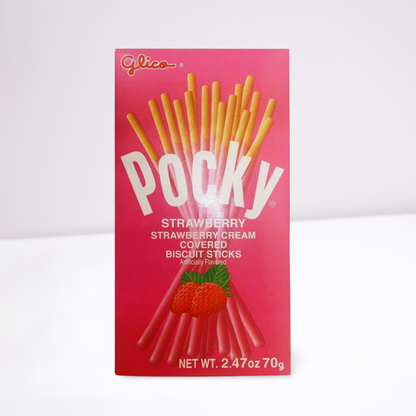 Glico ®
POCKY®
STRAWBERRY
STRAWBERRY CREAM
COVERED
BISCUIT STICKS
Artificially Flavored
NET WT. 2.47oz 70g